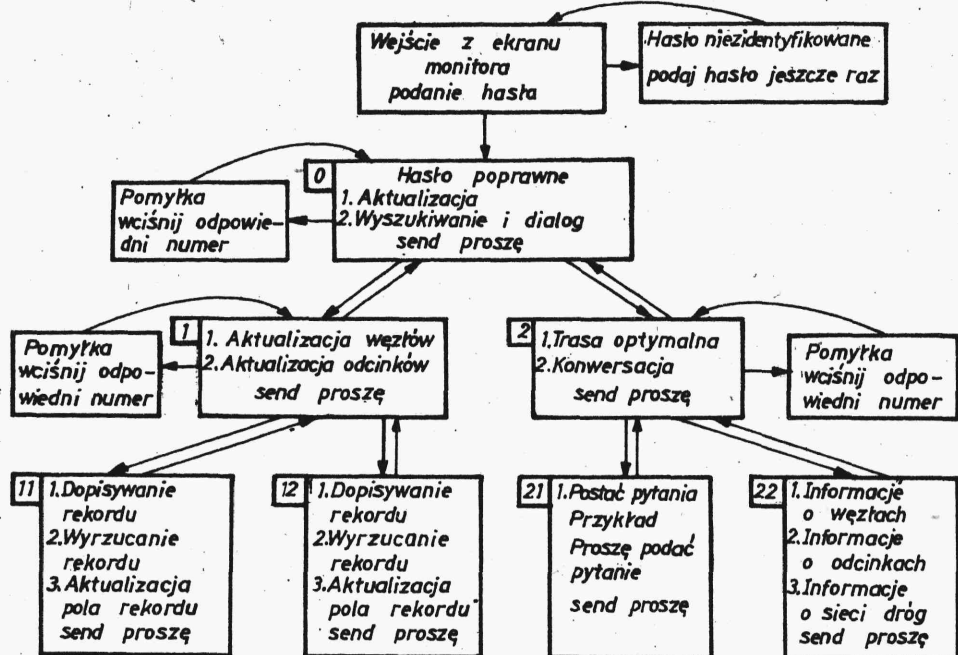 Wejście z ekranu
monitora
podanie hasła
Hasło niezidentyfikowane
podaj hasło jeszcze raz
0
Hasło poprawne
1. Aktualizacja
2. Wyszukiwanie i dialog
send proszę
Pomyłka
wciśnij odpowie-
dni numer
1
1. Aktualizacja węzłów
2. Aktualizacja odcinków
send proszę
Pomyłka
wciśnij odpo-
wiedni numer
2
1. Trasa optymalna
2. Konwersacja
send proszę
Pomyłka
wciśnij odpo-
wiedni numer
11
1. Dopisywanie
rekordu
2. Wyrzucanie
rekordu
3. Aktualizacja
pola rekordu
send proszę
12
1. Dopisywanie
rekordu
2. Wyrzucanie
rekordu
3. Aktualizacja
pola rekordu
send proszę
21
1. Postać pytania
Przykład
Proszę podać
pytanie
send proszę
22
1. Informacje
o węzłach
2. Informacje
o odcinkach
3. Informacje
o sieci dróg
send proszę